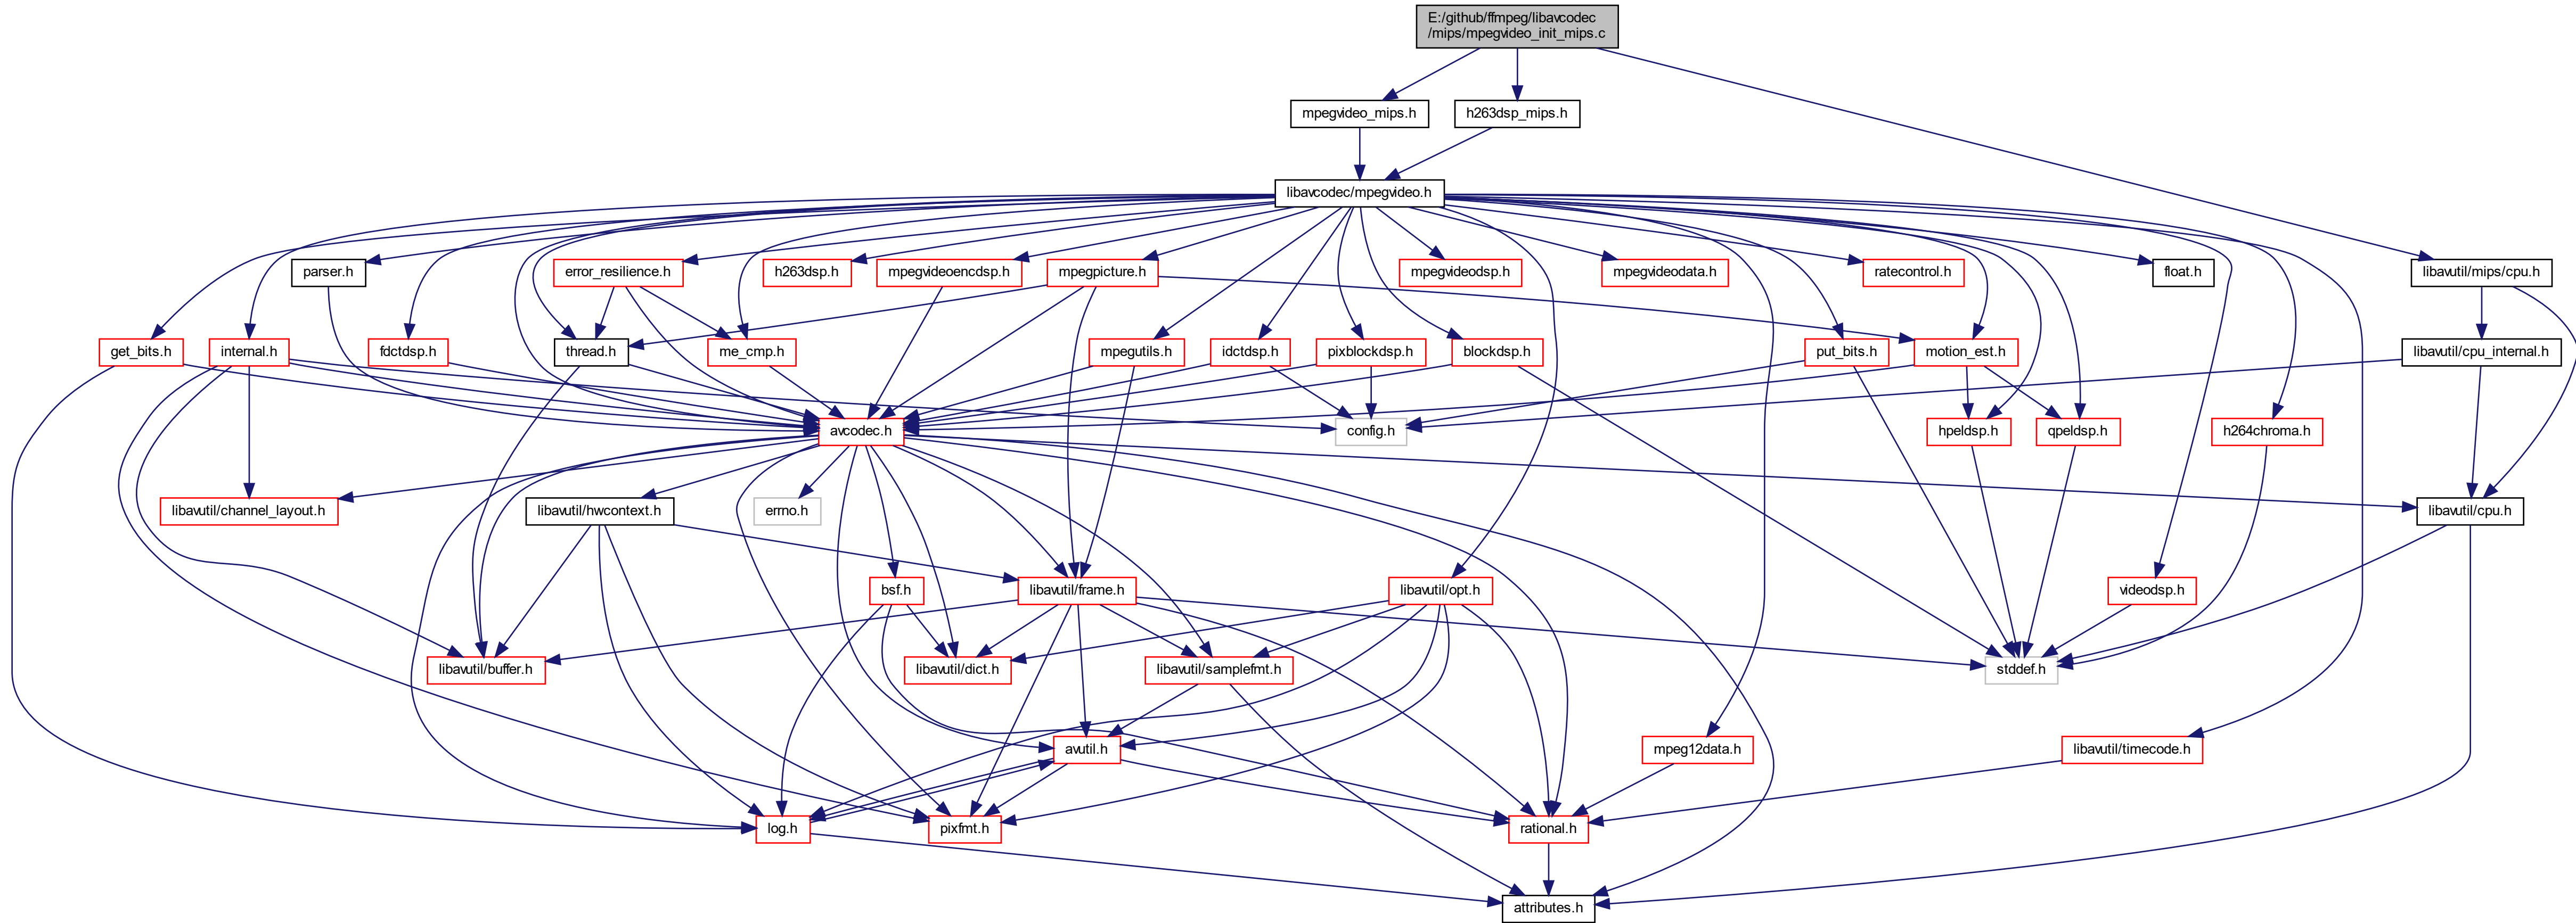 E:/github/ffmpeg/libavcodec
/mips/mpegvideo_init_mips.c
mpegvideo_mips.h
h263dsp_mips.h
libavcodec/mpegvideo.h
parser.h
error_resilience.h
h263dsp.h
mpegvideoencdsp.h
mpegpicture.h
mpegvideodsp.h
mpegvideodata.h
ratecontrol.h
float.h
libavutil/mips/cpu.h
get_bits.h
internal.h
fdctdsp.h
thread.h
me_cmp.h
mpegutils.h
idctdsp.h
pixblockdsp.h
blockdsp.h
put_bits.h
motion_est.h
libavutil/cpu_internal.h
avcodec.h
config.h
hpeldsp.h
qpeldsp.h
h264chroma.h
libavutil/channel_layout.h
libavutil/hwcontext.h
errno.h
libavutil/cpu.h
bsf.h
libavutil/frame.h
libavutil/opt.h
videodsp.h
libavutil/buffer.h
libavutil/dict.h
libavutil/samplefmt.h
stddef.h
avutil.h
mpeg12data.h
libavutil/timecode.h
log.h
pixfmt.h
rational.h
attributes.h